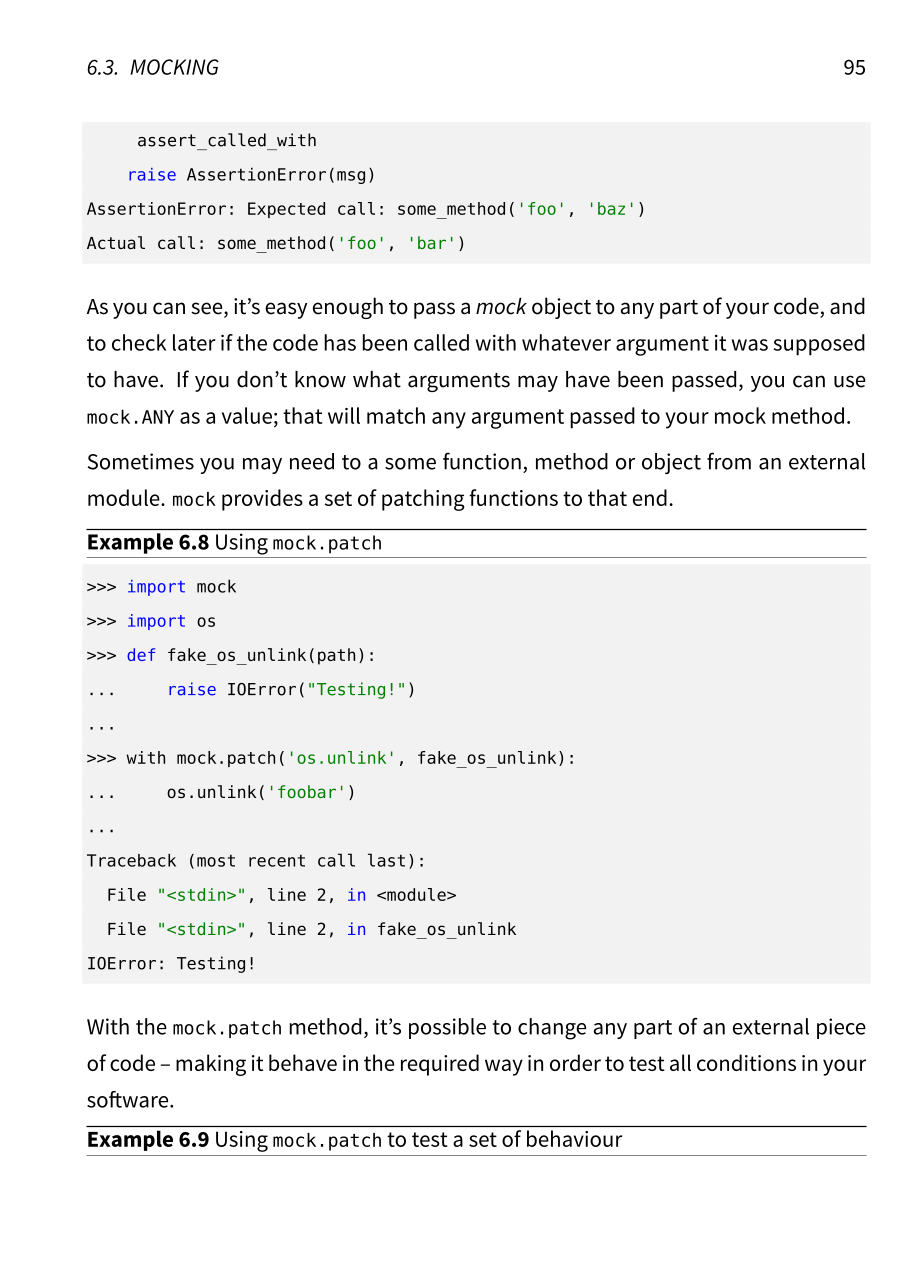 6.3. MOCKING 95
assert_called_with
raise AssertionError(msg)
AssertionError: Expected call: some_method('foo', 'baz')
Actual call: some_method('foo', 'bar')
As you can see, it’s easy enough to pass a mock object to any part of your code, and
to check later if the code has been called with whatever argument it was supposed
to have. If you don’t know what arguments may have been passed, you can use
mock.ANY as a value; that will match any argument passed to your mock method.
Sometimes you may need to a some function, method or object from an external
module. mock provides a set of patching functions to that end.
Example 6.8 Using mock.patch
>>> import mock
>>> import os
>>> def fake_os_unlink(path):
...     raise IOError("Testing!")
...
>>> with mock.patch('os.unlink', fake_os_unlink):
...     os.unlink('foobar')
...
Traceback (most recent call last):
  File "<stdin>", line 2, in <module>
  File "<stdin>", line 2, in fake_os_unlink
IOError: Testing!
With the mock.patch method, it’s possible to change any part of an external piece
of code – making it behave in the required way in order to test all conditions in your
software.
Example 6.9 Using mock.patch to test a set of behaviour